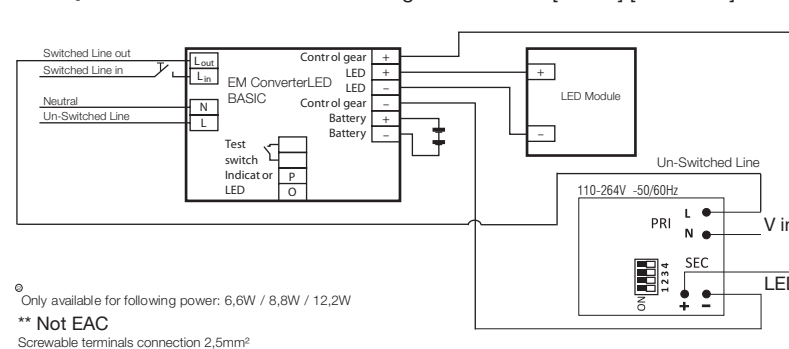 Switched Line out
Switched Line in
Neutral
Un-Switched Line
Lout
Lin
N
L
EM ConverterLED
BASIC
Control gear +
LED +
LED –
Control gear –
Battery +
Battery –
Test
switch
Indicator
LED
P
O
+
LED Module
–
Un-Switched Line
110-264V -50/60Hz
PRI
L
N
V in
SEC
LED
1 2 3 4
ON
+ –
Only available for following power: 6,6W / 8,8W / 12,2W
** Not EAC
Screwable terminals connection 2,5mm²